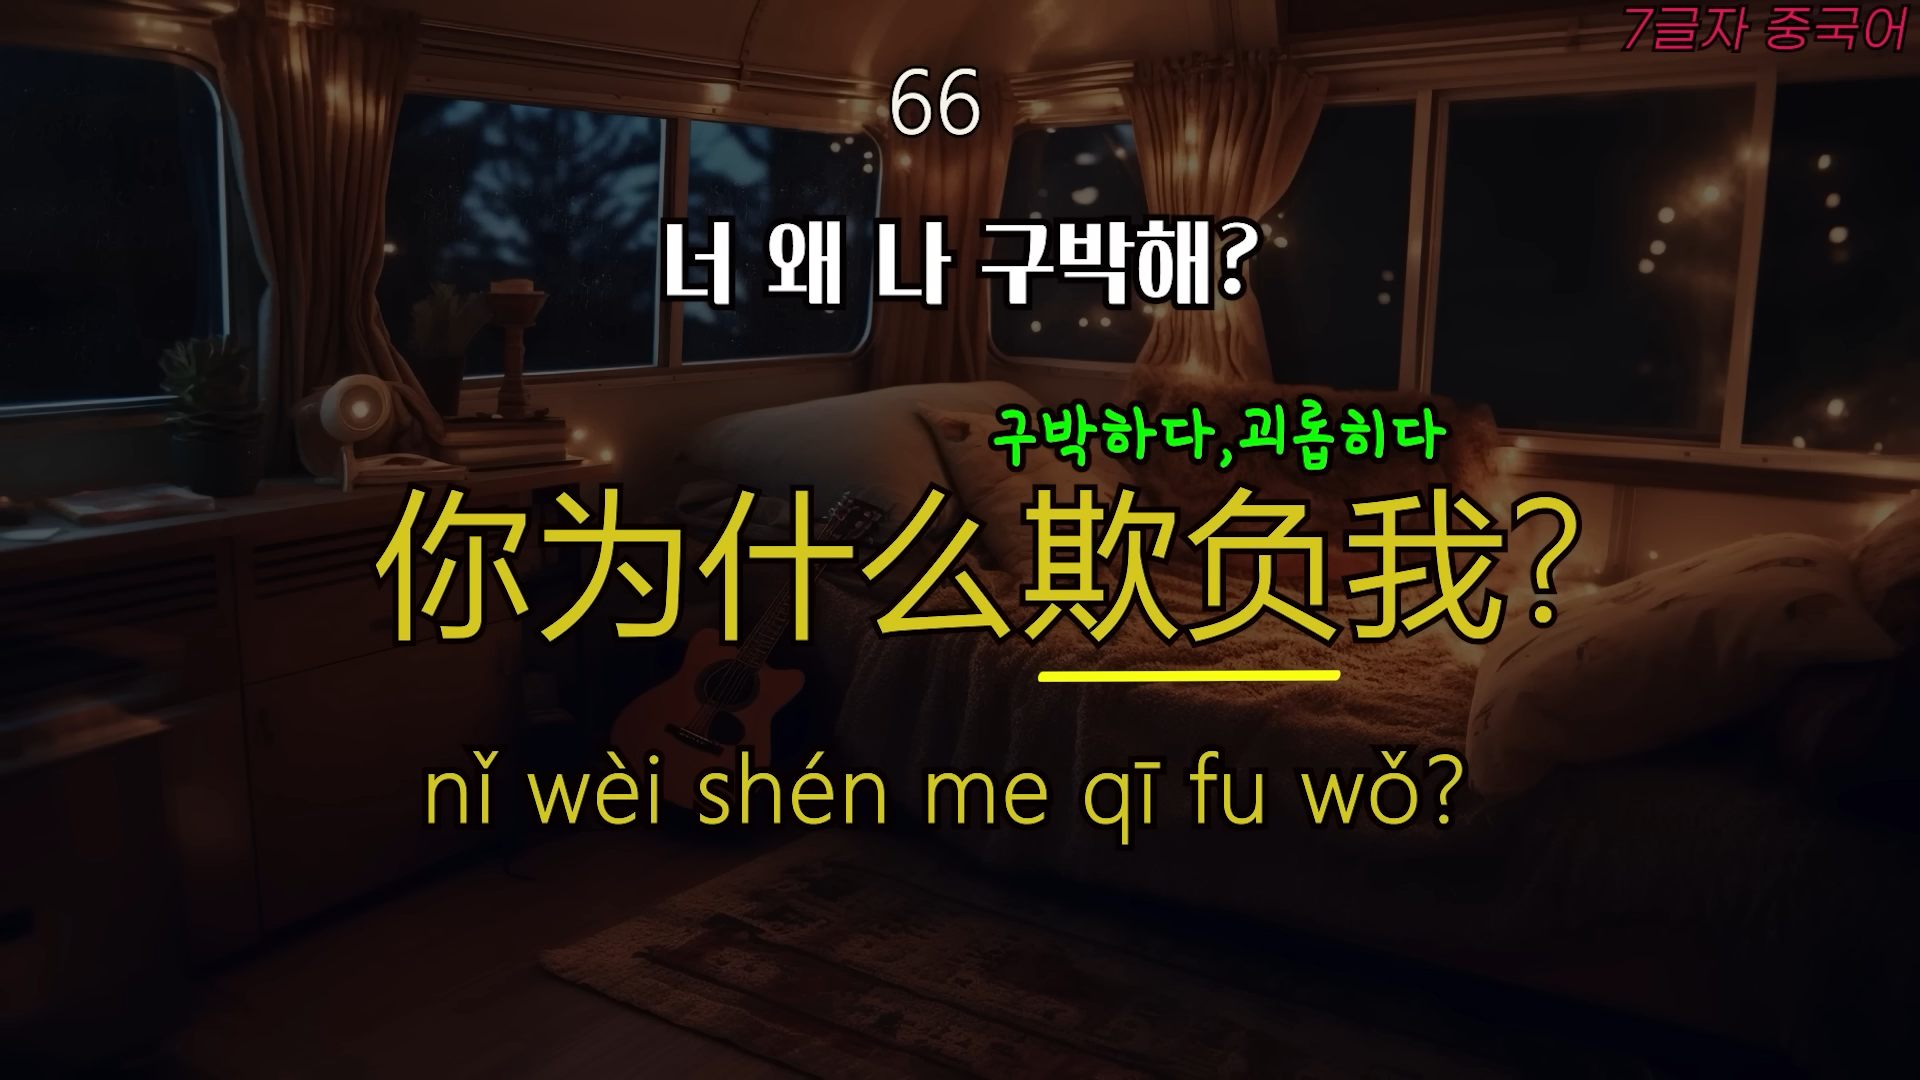 7글자 중국어
66
너 왜 나 구박해?
구박하다,괴롭히다
你为什么欺负我?
nǐ wèi shén me qī fu wǒ?